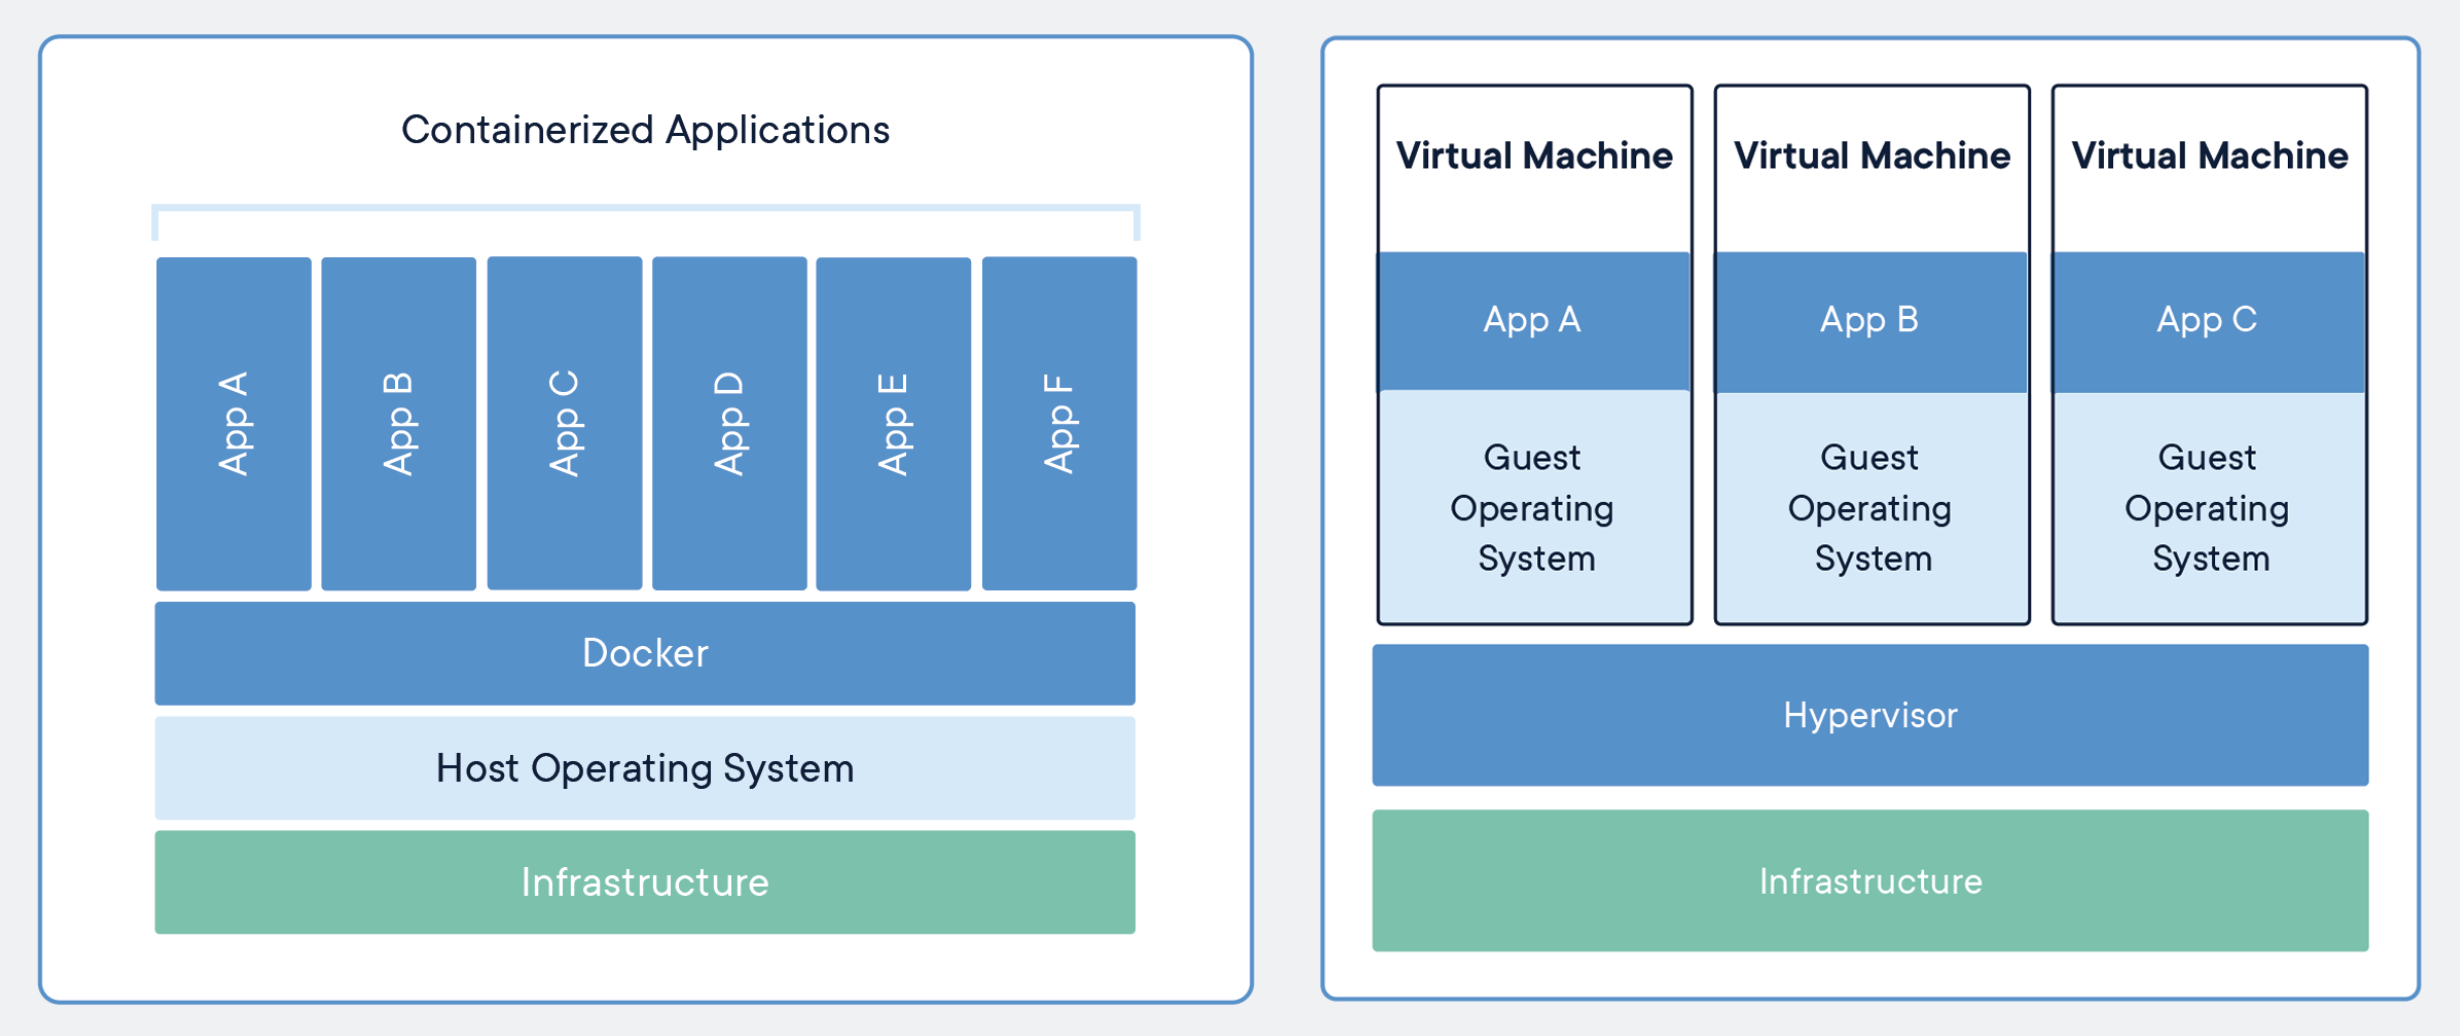 Containerized Applications
App A
App B
App C
App D
App E
App F
Docker
Host Operating System
Infrastructure
Virtual Machine
App A
Guest
Operating
System
Virtual Machine
App B
Guest
Operating
System
Virtual Machine
App C
Guest
Operating
System
Hypervisor
Infrastructure